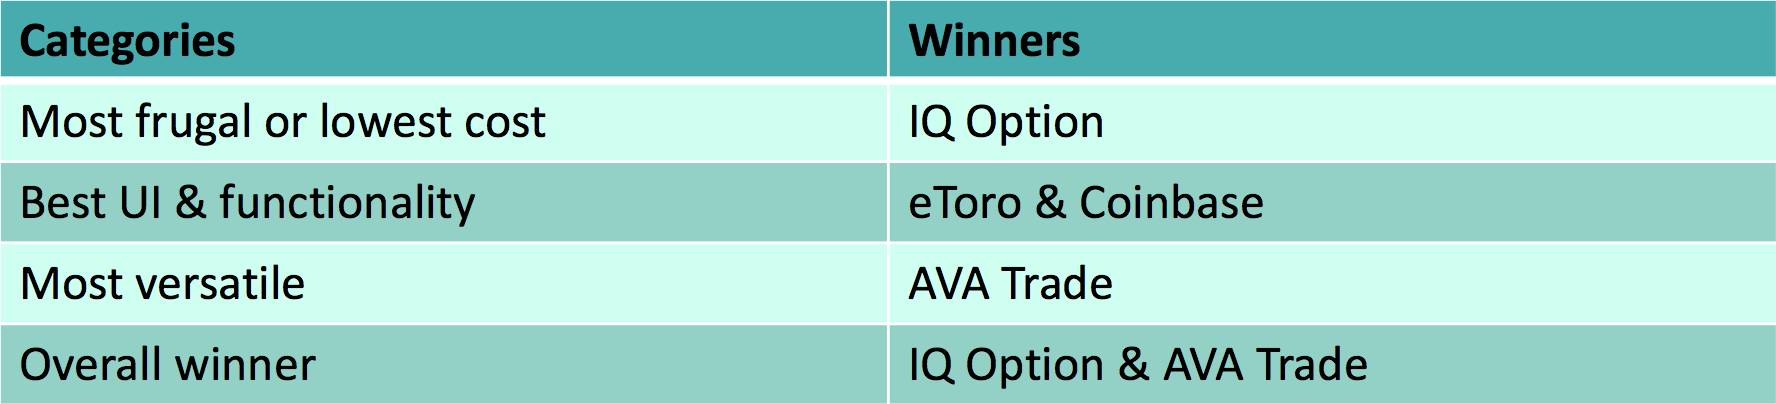 Categories Winners
Most frugal or lowest cost IQ Option
Best UI & functionality eToro & Coinbase
Most versatile AVA Trade
Overall winner IQ Option & AVA Trade